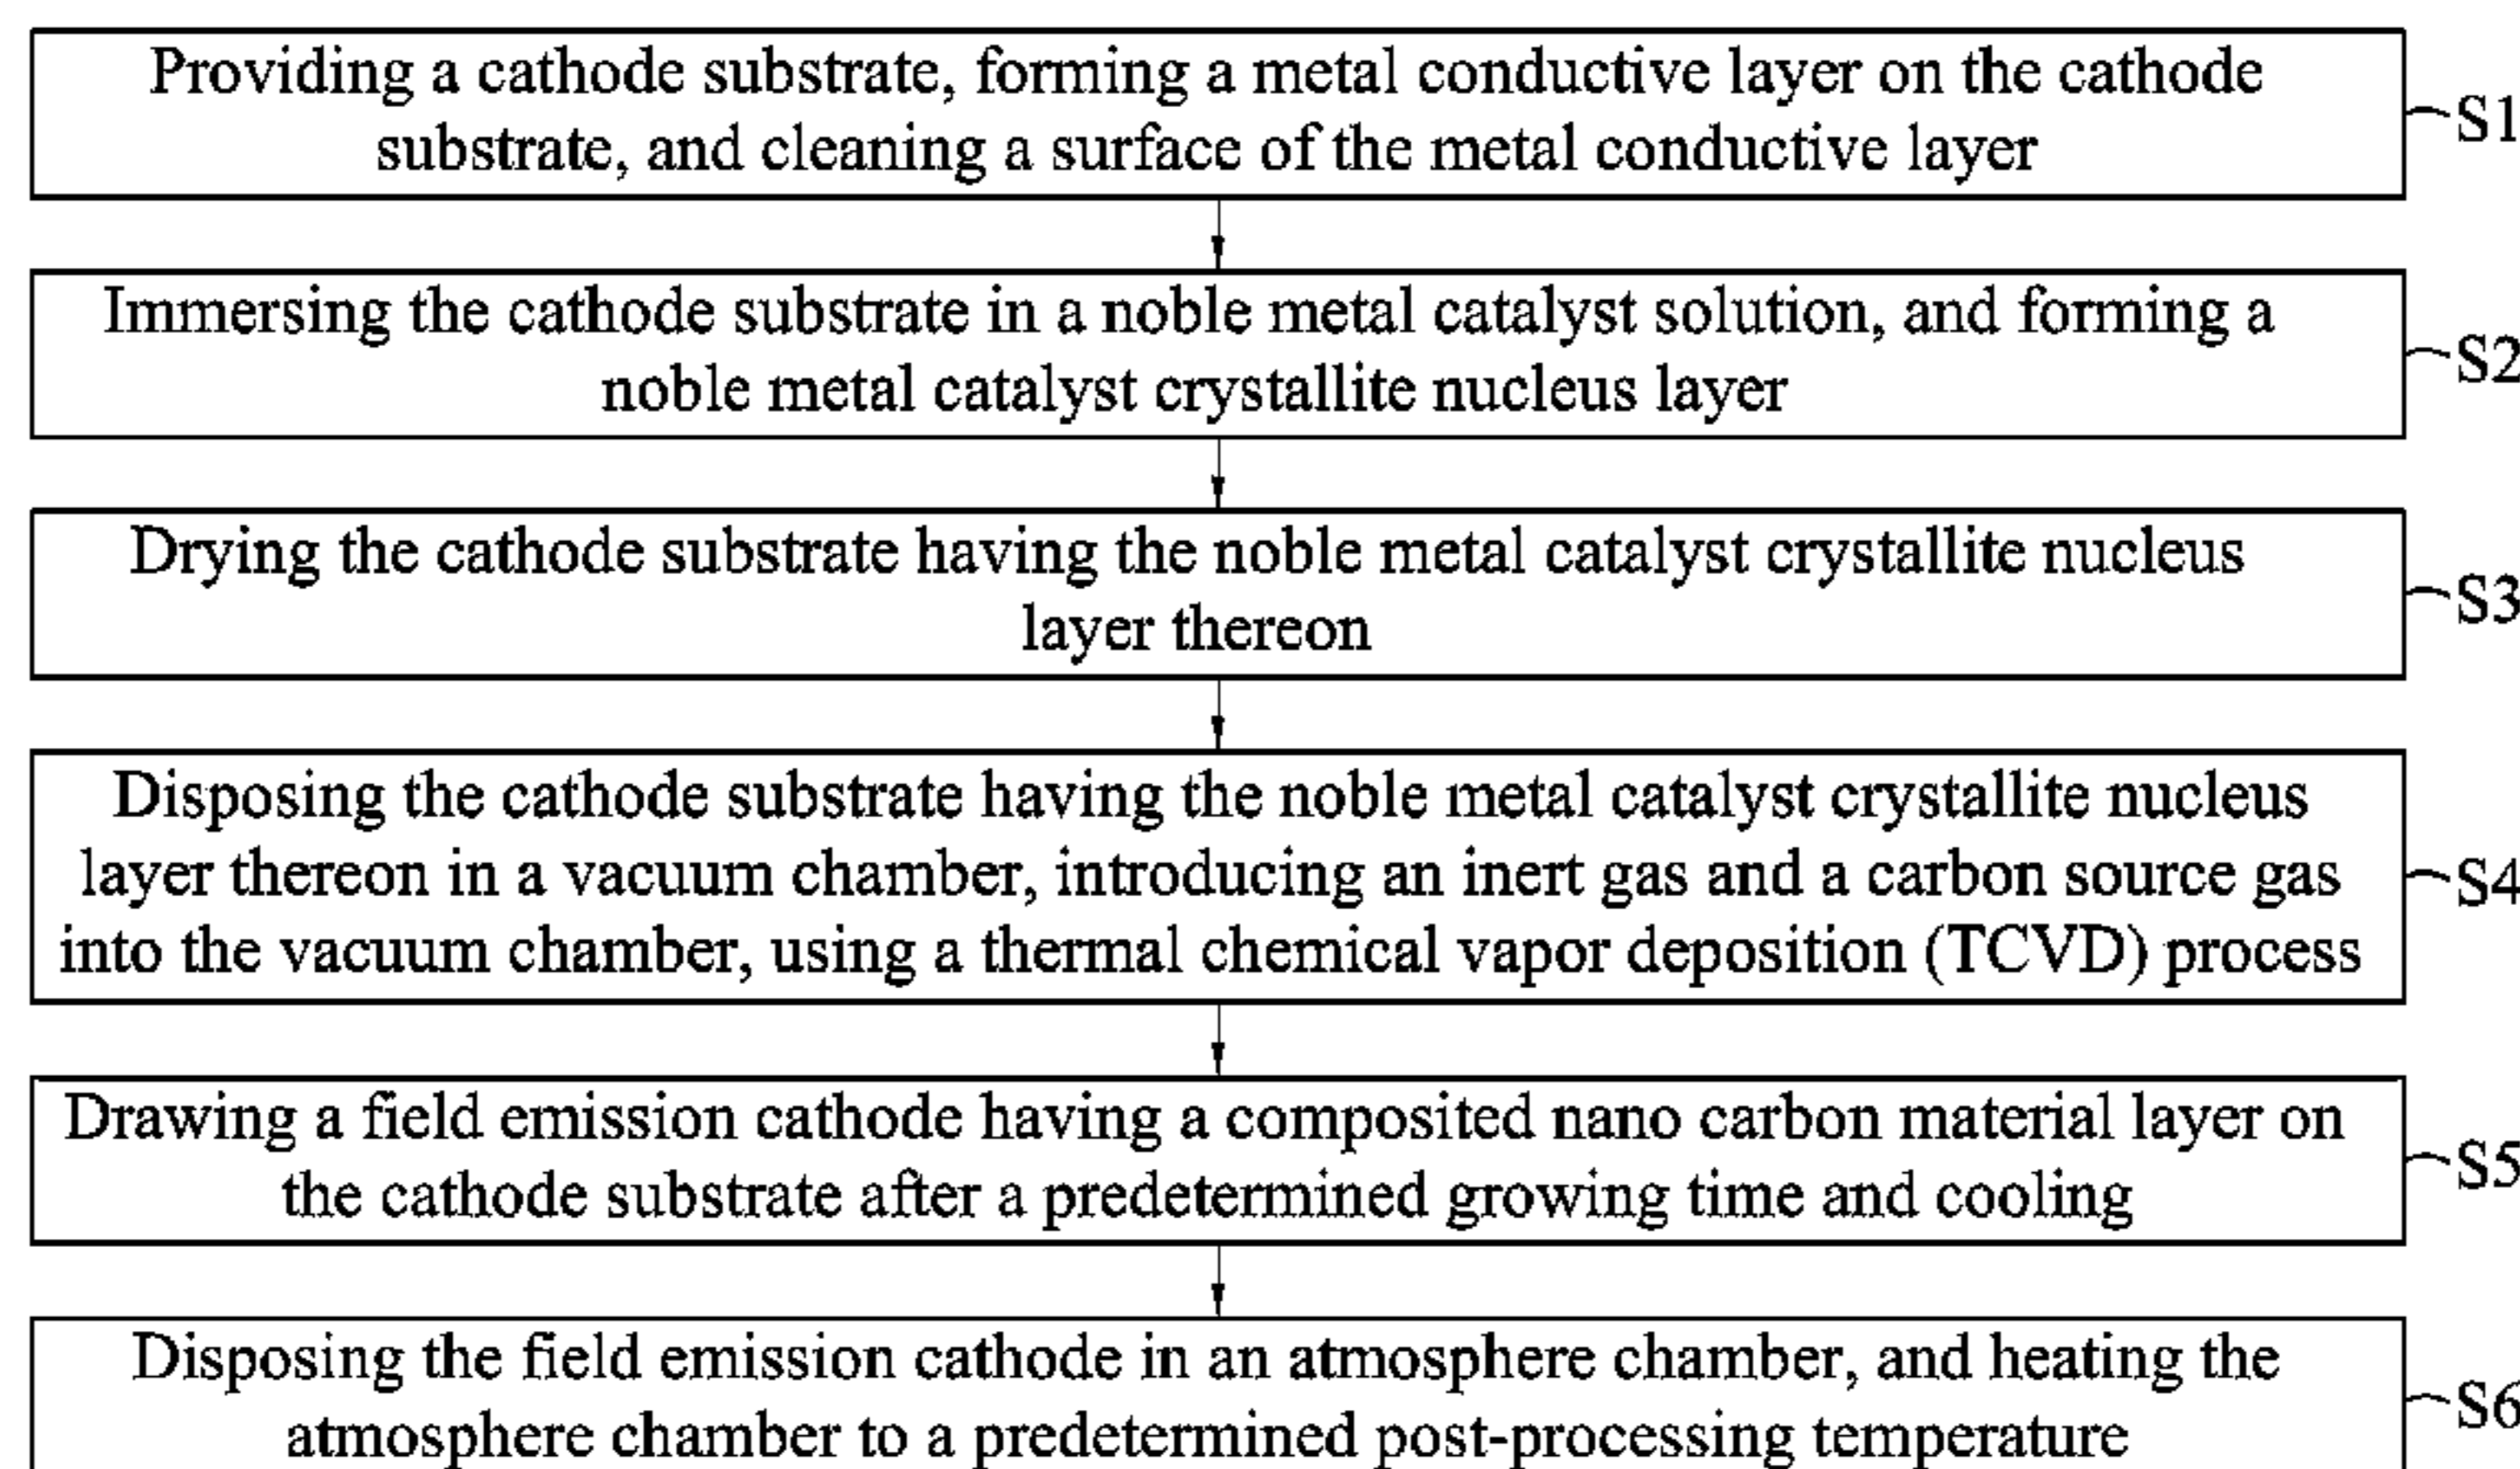 Providing a cathode substrate, forming a metal conductive layer on the cathode
substrate, and cleaning a surface of the metal conductive layer
S1
Immersing the cathode substrate in a noble metal catalyst solution, and forming a
noble metal catalyst crystallite nucleus layer
S2
Drying the cathode substrate having the noble metal catalyst crystallite nucleus
layer thereon
S3
Disposing the cathode substrate having the noble metal catalyst crystallite nucleus
layer thereon in a vacuum chamber, introducing an inert gas and a carbon source gas
into the vacuum chamber, using a thermal chemical vapor deposition (TCVD) process
S4
Drawing a field emission cathode having a composited nano carbon material layer on
the cathode substrate after a predetermined growing time and cooling
S5
Disposing the field emission cathode in an atmosphere chamber, and heating the
atmosphere chamber to a predetermined post-processing temperature
S6